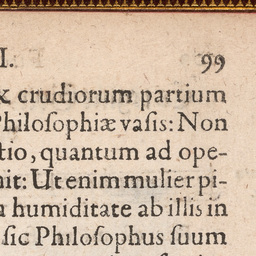 I. 99
& crudiorum partium
Philoſophiæ vaſis: Non
tio, quantum ad ope-
nit: Ut enim mulier pi-
humiditate ab illis in
ſic Philoſophus ſuum